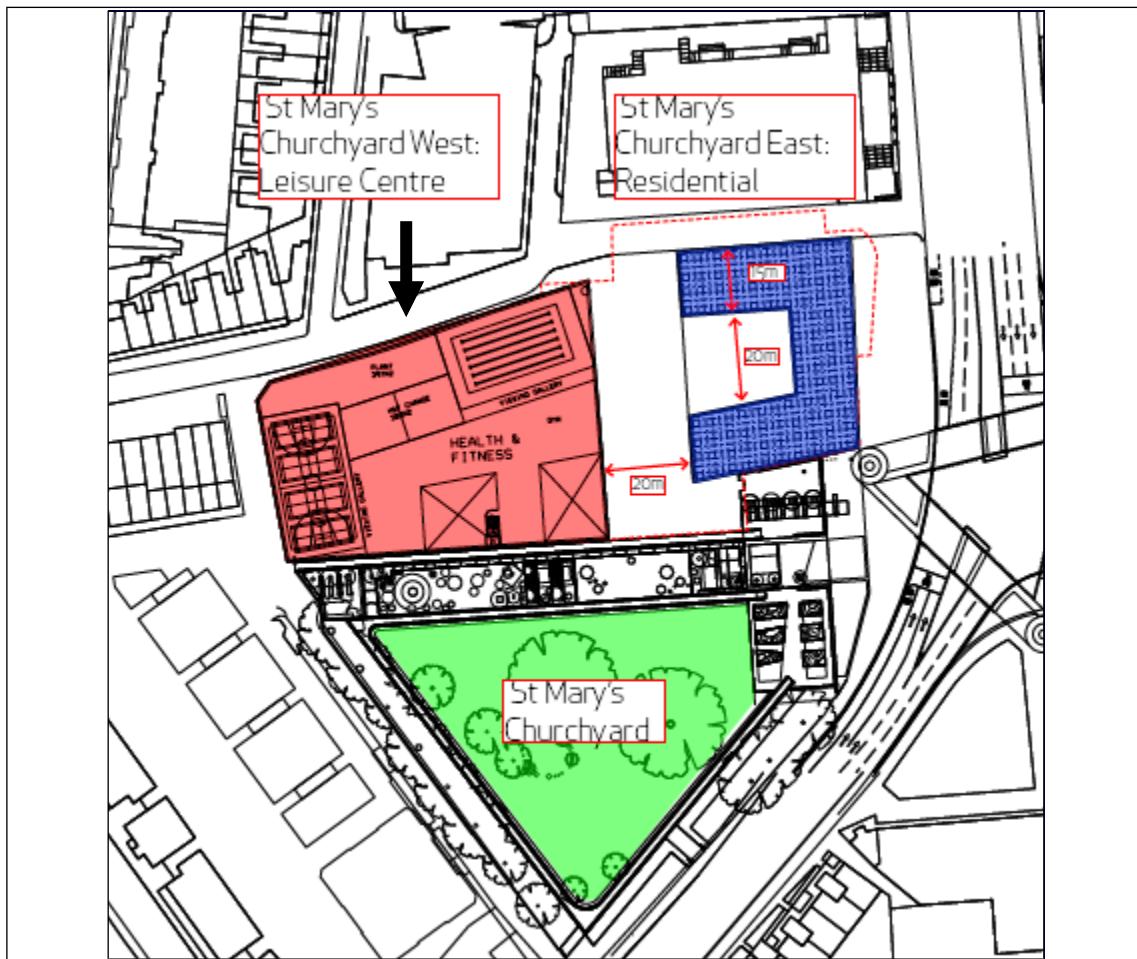 St Mary's
Churchyard West:
Leisure Centre
St Mary's
Churchyard East:
Residential
15m
20m
VIEWING GALLERY
GYM
HEALTH &
FITNESS
20m
St Mary's
Churchyard